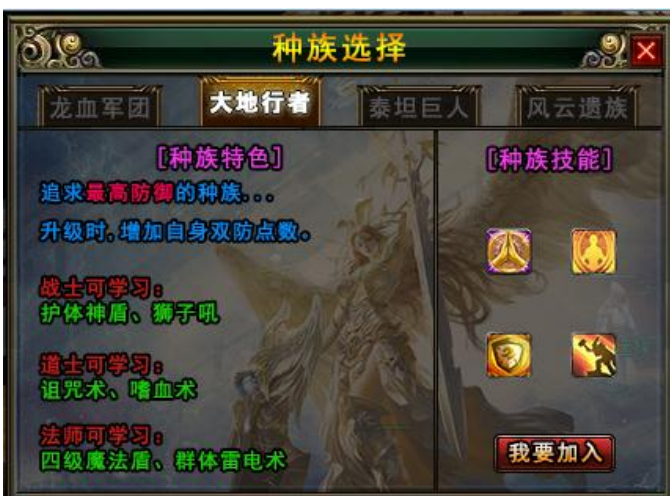 种族选择
龙血军团 大地行者 泰坦巨人 风云遗族
[种族特色]
追求最高防御的种族...
升级时,增加自身双防点数。
战士可学习:
护体神盾、狮子吼
道士可学习:
诅咒术、嗜血术
法师可学习:
四级魔法盾、群体雷电术
[种族技能]
我要加入